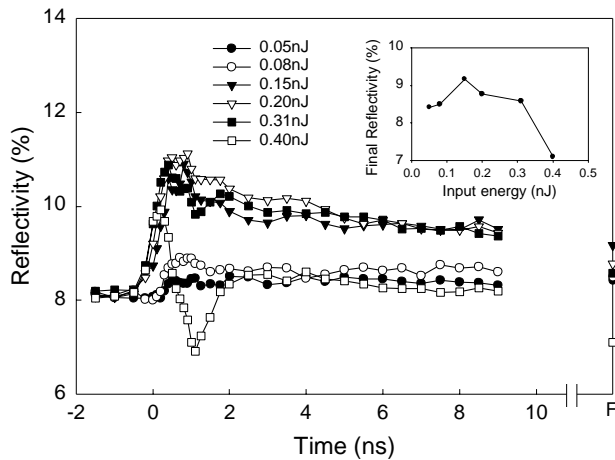 14
12
10
8
6
Reflectivity (%)
0.05nJ
0.08nJ
0.15nJ
0.20nJ
0.31nJ
0.40nJ
10
9
8
7
Final Reflectivity (%)
0.0 0.1 0.2 0.3 0.4 0.5
Input energy (nJ)
-2 0 2 4 6 8 10 F
Time (ns)